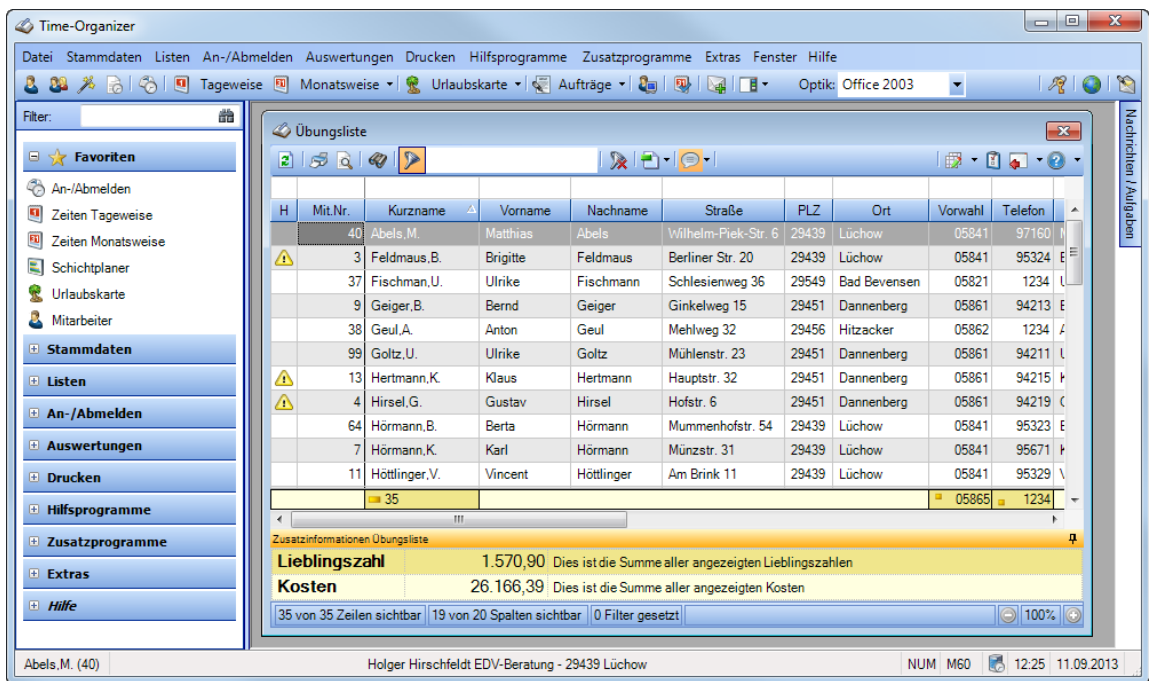 Time-Organizer
Datei Stammdaten Listen An-/Abmelden Auswertungen Drucken Hilfsprogramme Zusatzprogramme Extras Fenster Hilfe
Tageweise Monatsweise Urlaubskarte Aufträge Optik: Office 2003
Filter:
Favoriten
An-/Abmelden
Zeiten Tageweise
Zeiten Monatsweise
Schichtplaner
Urlaubskarte
Mitarbeiter
Stammdaten
Listen
An-/Abmelden
Auswertungen
Drucken
Hilfsprogramme
Zusatzprogramme
Extras
Hilfe
Übungsliste
H Mit.Nr. Kurzname Vorname Nachname Straße PLZ Ort Vorwahl Telefon
40 Abels,M. Matthias Abels Wilhelm-Piek-Str. 6 29439 Lüchow 05841 97160
3 Feldmaus,B. Brigitte Feldmaus Berliner Str. 20 29439 Lüchow 05841 95324
37 Fischman,U. Ulrike Fischmann Schlesienweg 36 29549 Bad Bevensen 05821 1234
9 Geiger,B. Bernd Geiger Ginkelweg 15 29451 Dannenberg 05861 94213
38 Geul,A. Anton Geul Mehlweg 32 29456 Hitzacker 05862 1234
99 Goltz,U. Ulrike Goltz Mühlenstr. 23 29451 Dannenberg 05861 94211
13 Hertmann,K. Klaus Hertmann Hauptstr. 32 29451 Dannenberg 05861 94215
4 Hirsel,G. Gustav Hirsel Hofstr. 6 29451 Dannenberg 05861 94219
64 Hörmann,B. Berta Hörmann Mummenhofstr. 54 29439 Lüchow 05841 95323
7 Hörmann,K. Karl Hörmann Münzstr. 31 29439 Lüchow 05841 95671
11 Höttlinger,V. Vincent Höttlinger Am Brink 11 29439 Lüchow 05841 95329
35 05865 1234
Zusatzinformationen Übungsliste
Lieblingszahl 1.570,90 Dies ist die Summe aller angezeigten Lieblingszahlen
Kosten 26.166,39 Dies ist die Summe aller angezeigten Kosten
35 von 35 Zeilen sichtbar 19 von 20 Spalten sichtbar 0 Filter gesetzt 100%
Nachrichten / Aufgaben
Abels,M. (40) Holger Hirschfeldt EDV-Beratung - 29439 Lüchow NUM M60 12:25 11.09.2013